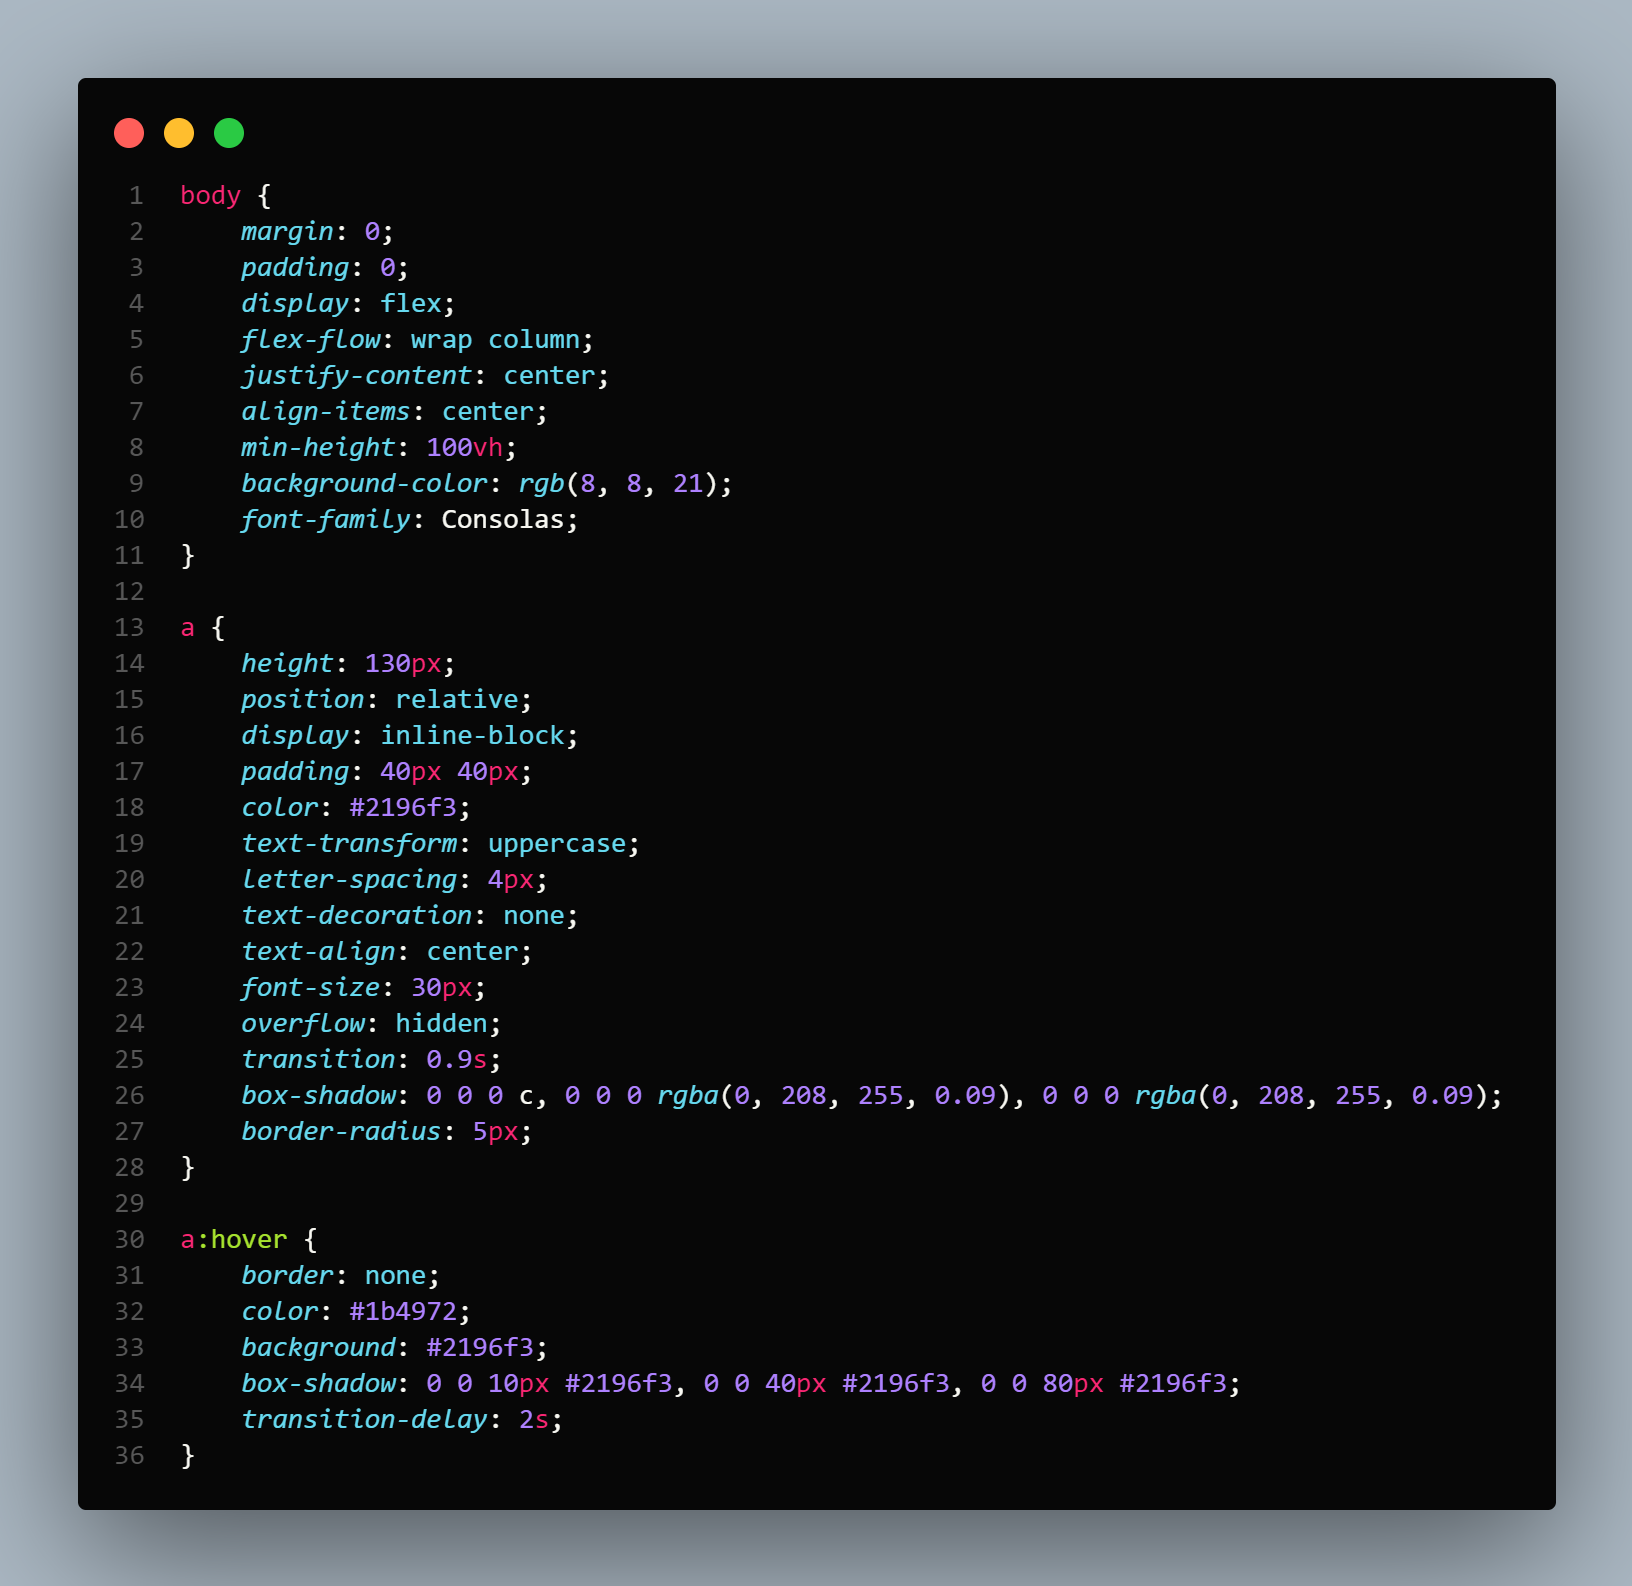 1 body {
2     margin: 0;
3     padding: 0;
4     display: flex;
5     flex-flow: wrap column;
6     justify-content: center;
7     align-items: center;
8     min-height: 100vh;
9     background-color: rgb(8, 8, 21);
10     font-family: Consolas;
11 }
12
13 a {
14     height: 130px;
15     position: relative;
16     display: inline-block;
17     padding: 40px 40px;
18     color: #2196f3;
19     text-transform: uppercase;
20     letter-spacing: 4px;
21     text-decoration: none;
22     text-align: center;
23     font-size: 30px;
24     overflow: hidden;
25     transition: 0.9s;
26     box-shadow: 0 0 0 c, 0 0 0 rgba(0, 208, 255, 0.09), 0 0 0 rgba(0, 208, 255, 0.09);
27     border-radius: 5px;
28 }
29
30 a:hover {
31     border: none;
32     color: #1b4972;
33     background: #2196f3;
34     box-shadow: 0 0 10px #2196f3, 0 0 40px #2196f3, 0 0 80px #2196f3;
35     transition-delay: 2s;
36 }